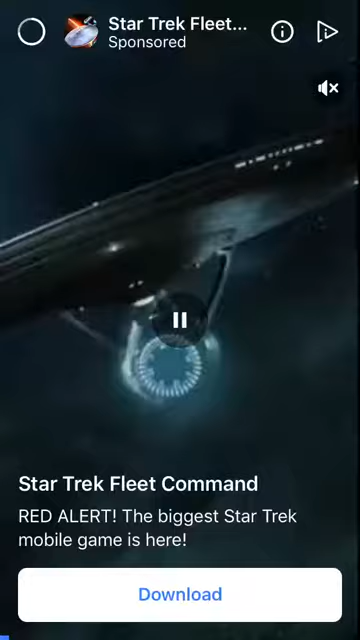 Star Trek Fleet...
Sponsored
Star Trek Fleet Command
RED ALERT! The biggest Star Trek
mobile game is here!
Download